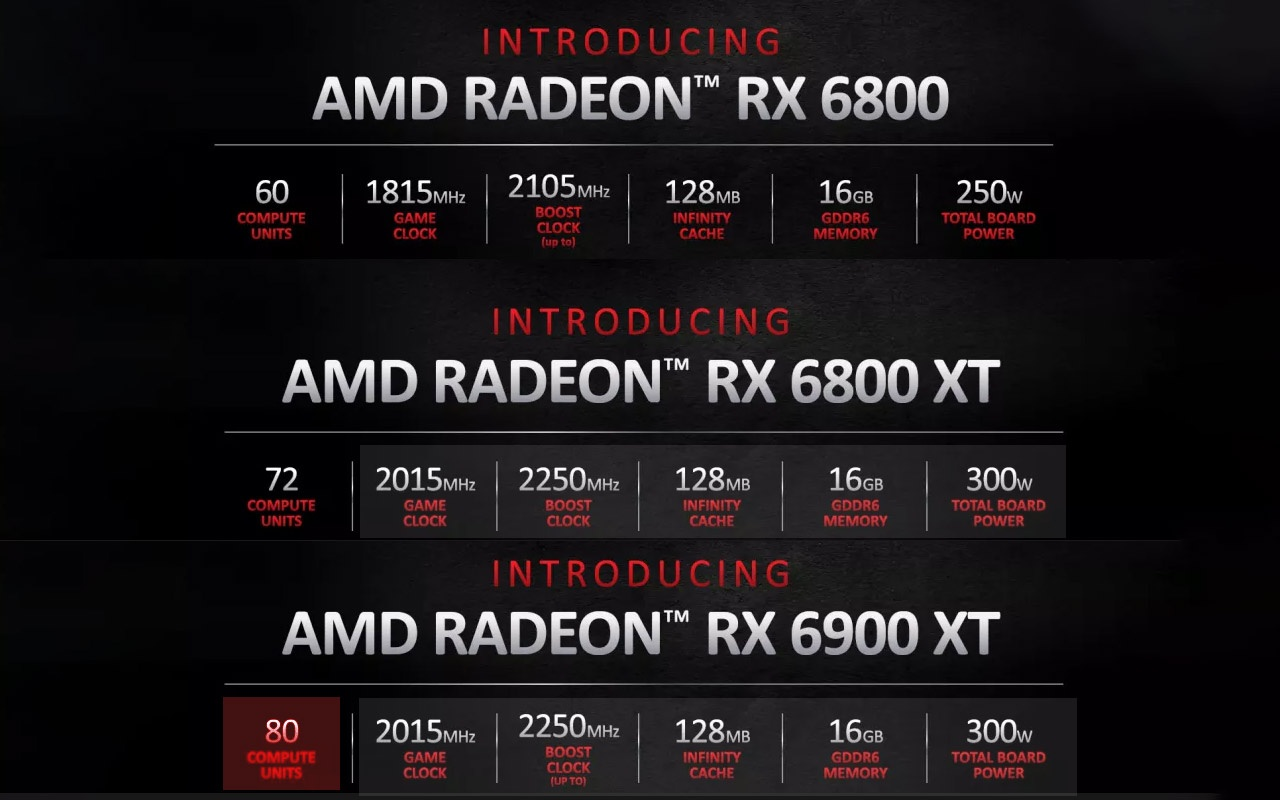 INTRODUCING
AMD RADEON™ RX 6800
60 1815MHz 2105MHz 128MB 16GB 250W
COMPUTE UNITS GAME CLOCK BOOST CLOCK (up to) INFINITY CACHE GDDR6 MEMORY TOTAL BOARD POWER
INTRODUCING
AMD RADEON™ RX 6800 XT
72 2015MHz 2250MHz 128MB 16GB 300W
COMPUTE UNITS GAME CLOCK BOOST CLOCK INFINITY CACHE GDDR6 MEMORY TOTAL BOARD POWER
INTRODUCING
AMD RADEON™ RX 6900 XT
80 2015MHz 2250MHz 128MB 16GB 300W
COMPUTE UNITS GAME CLOCK BOOST CLOCK (UP TO) INFINITY CACHE GDDR6 MEMORY TOTAL BOARD POWER